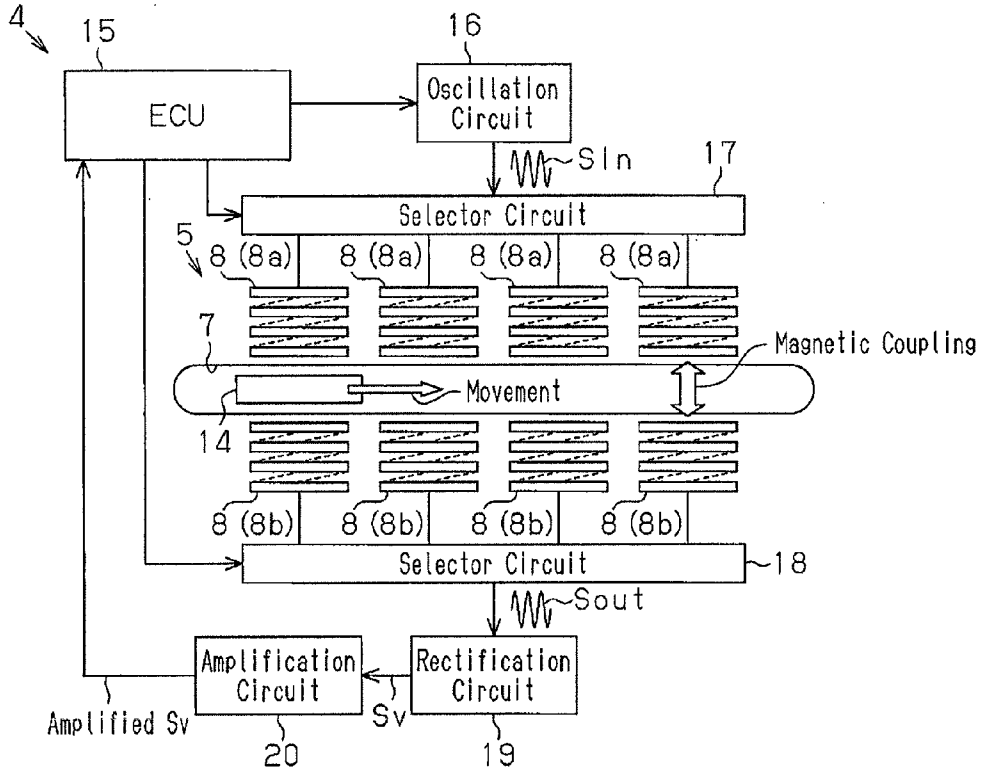 4
15
16
ECU
Oscillation
Circuit
SIn
17
Selector Circuit
5
8 (8a) 8 (8a) 8 (8a) 8 (8a)
7
Magnetic Coupling
Movement
14
8 (8b) 8 (8b) 8 (8b) 8 (8b)
Selector Circuit
18
Sout
Amplification
Circuit
Rectification
Circuit
Sv
Amplified Sv
20
19